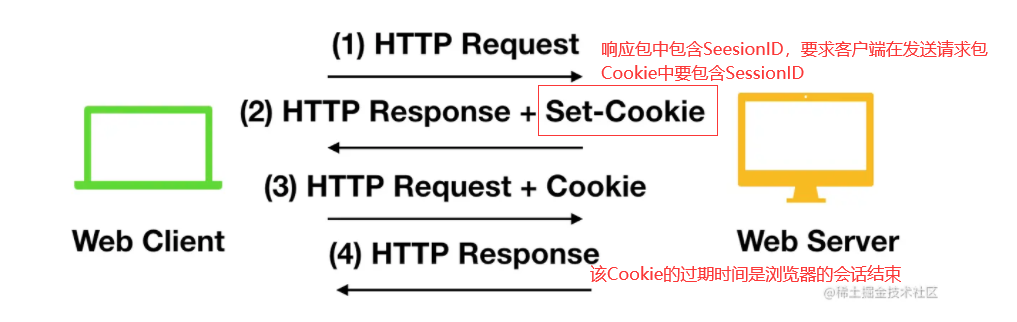 (1) HTTP Request
响应包中包含SeesionID，要求客户端在发送请求包
Cookie中要包含SessionID
(2) HTTP Response + Set-Cookie
(3) HTTP Request + Cookie
Web Client
Web Server
(4) HTTP Response
该Cookie的过期时间是浏览器的会话结束
@稀土掘金技术社区